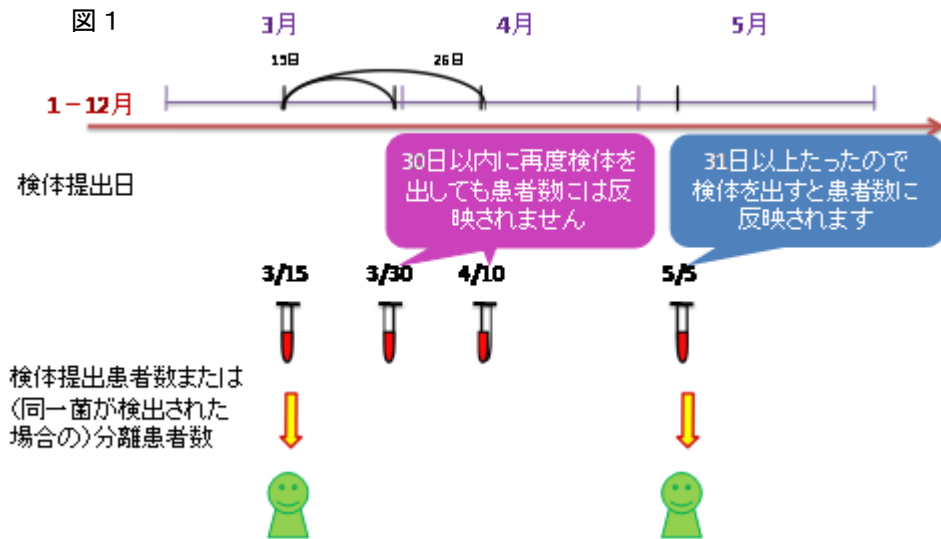 図1
3月 4月 5月
15日 26日
1-12月
30日以内に再度検体を
出しても患者数には反
映されません
31日以上たったので
検体を出すと患者数に
反映されます
検体提出日
3/15 3/30 4/10 5/5
検体提出患者数または
(同一菌が検出された
場合の)分離患者数